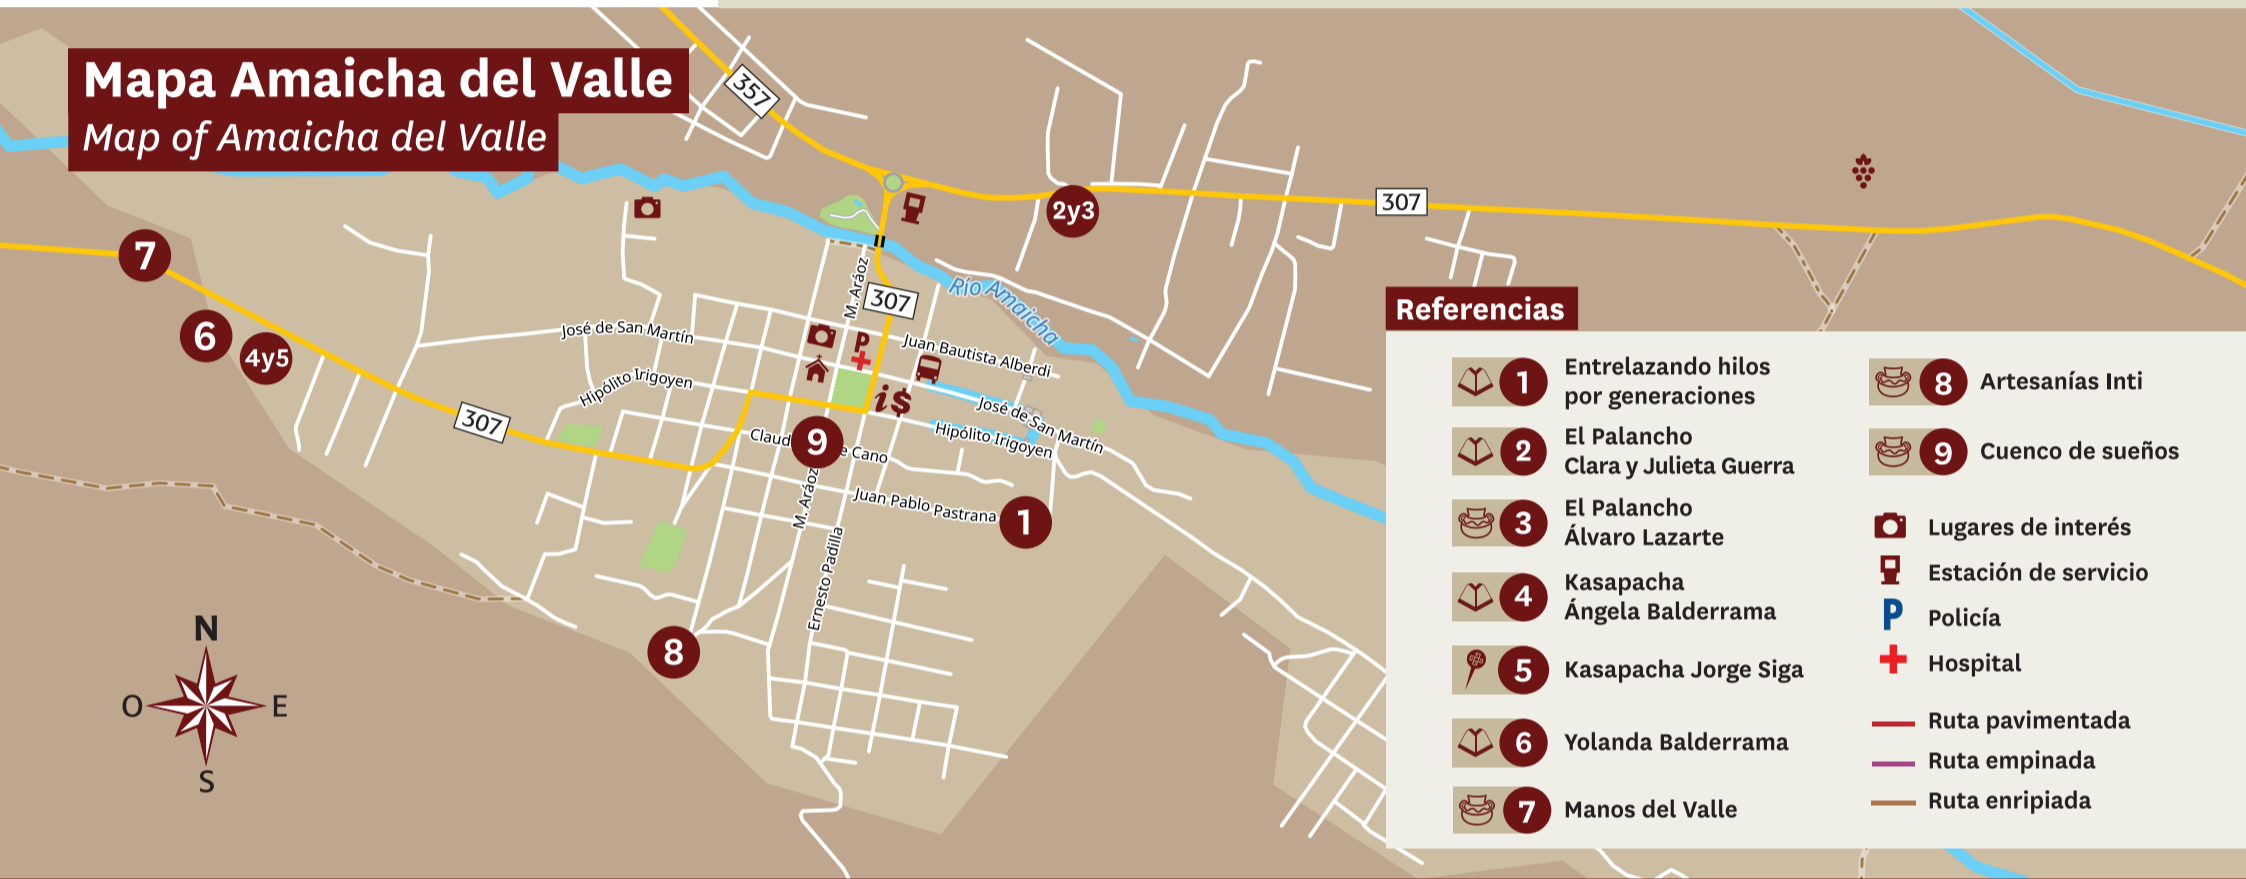 Mapa Amaicha del Valle
Map of Amaicha del Valle
357
307
2y3
7
6
4y5
307
307
M. Aráoz
Río Amaicha
José de San Martín
Hipólito Irigoyen
P
Juan Bautista Alberdi
i$
José de San Martín
Hipólito Irigoyen
Claud
9
e Cano
M. Aráoz
Juan Pablo Pastrana
1
Ernesto Padilla
8
N
O
E
S
Referencias
1
Entrelazando hilos
por generaciones
2
El Palancho
Clara y Julieta Guerra
3
El Palancho
Álvaro Lazarte
4
Kasapacha
Ángela Balderrama
5
Kasapacha Jorge Siga
6
Yolanda Balderrama
7
Manos del Valle
8
Artesanías Inti
9
Cuenco de sueños
Lugares de interés
Estación de servicio
P
Policía
Hospital
Ruta pavimentada
Ruta empinada
Ruta enripiada